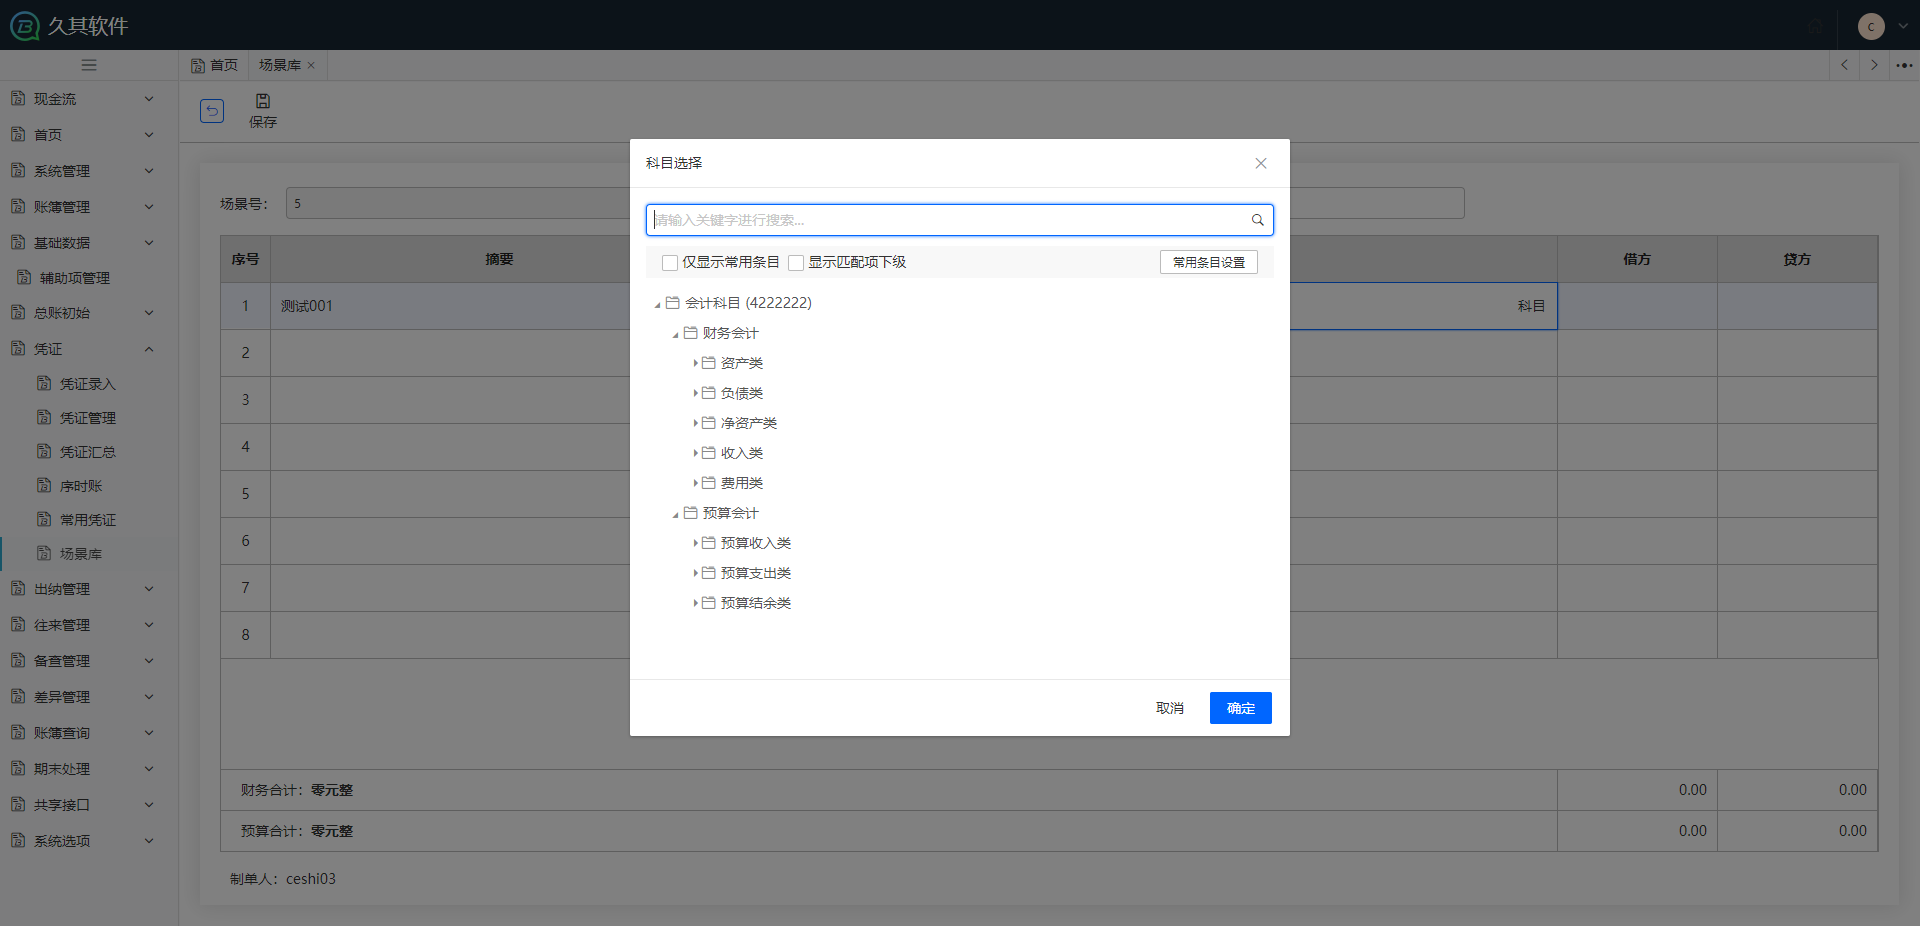 久其软件
C
首页
场景库
现金流
首页
系统管理
账簿管理
基础数据
辅助项管理
总账初始
凭证
凭证录入
凭证管理
凭证汇总
序时账
常用凭证
场景库
出纳管理
往来管理
备查管理
差异管理
账簿查询
期末处理
共享接口
系统选项
保存
场景号： 5
序号 摘要 借方 贷方
1 测试001 科目
2
3
4
5
6
7
8
财务合计：零元整 0.00 0.00
预算合计：零元整 0.00 0.00
制单人：ceshi03
科目选择
请输入关键字进行搜索...
仅显示常用条目 显示匹配项下级 常用条目设置
会计科目 (4222222)
财务会计
资产类
负债类
净资产类
收入类
费用类
预算会计
预算收入类
预算支出类
预算结余类
取消 确定